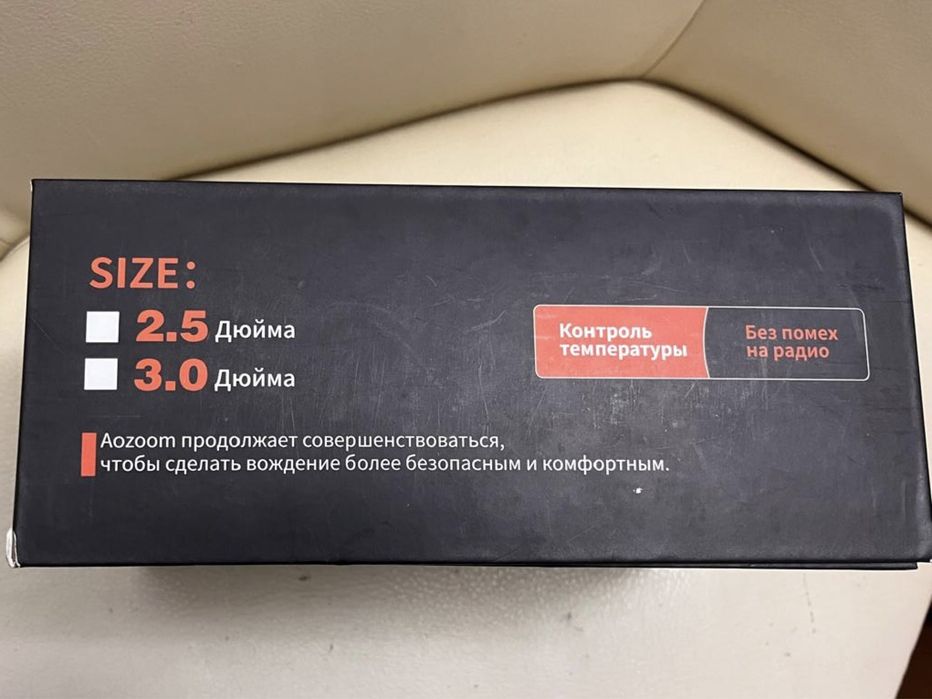 SIZE:
2.5 Дюйма
3.0 Дюйма
Контроль
температуры
Без помех
на радио
Aozoom продолжает совершенствоваться,
чтобы сделать вождение более безопасным и комфортным.